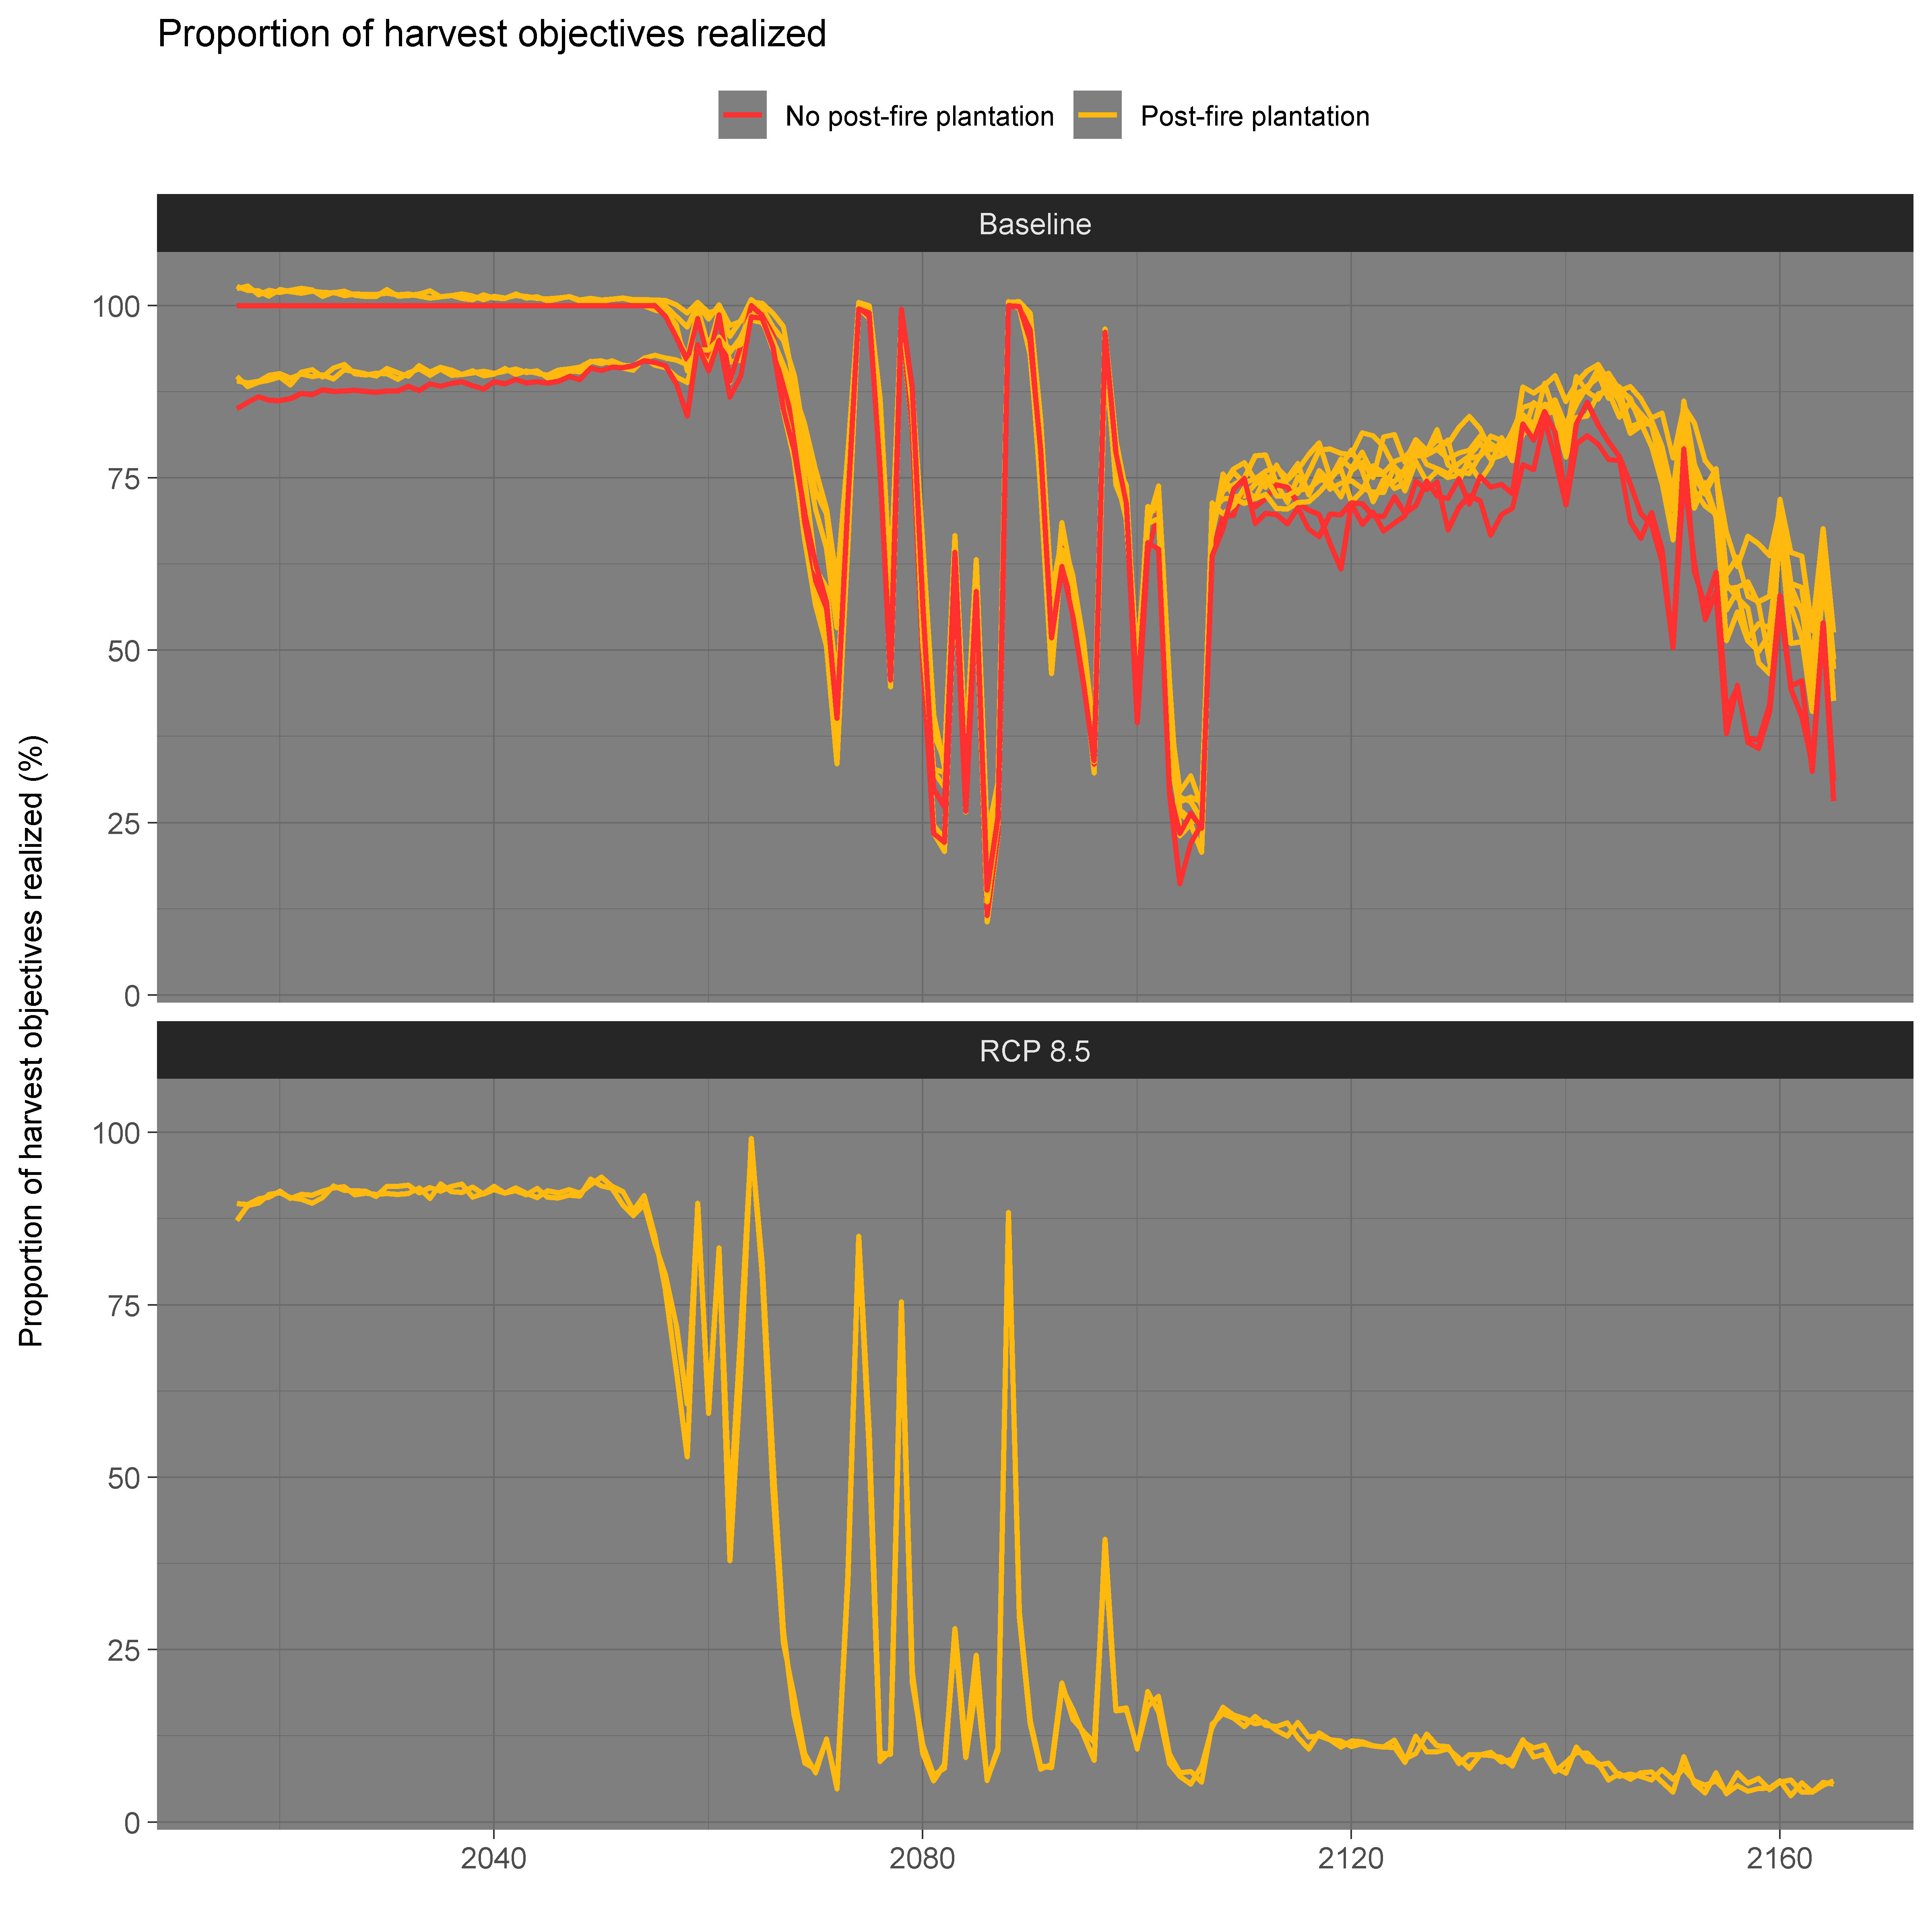 Proportion of harvest objectives realized
No post-fire plantation
Post-fire plantation
Proportion of harvest objectives realized (%)
Baseline
100
75
50
25
0
RCP 8.5
100
75
50
25
0
2040
2080
2120
2160